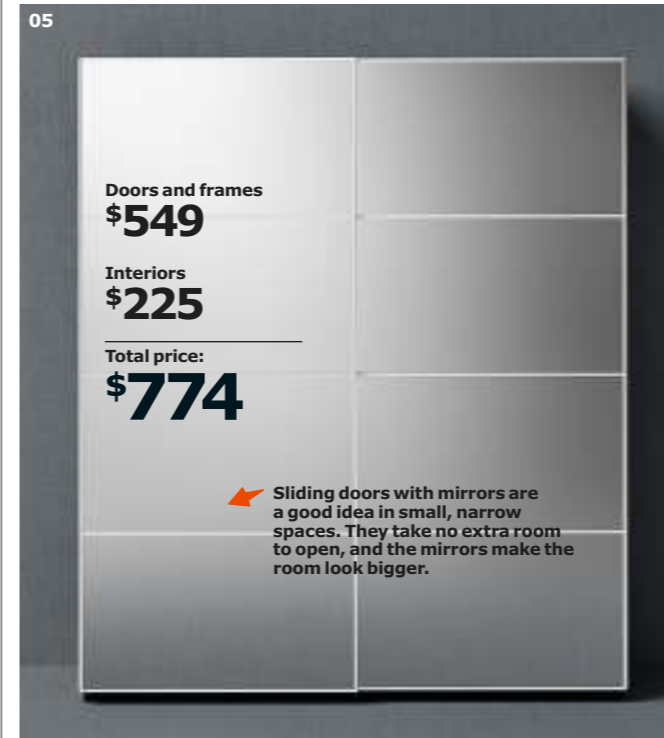 05
Doors and frames
$549
Interiors
$225
Total price:
$774
Sliding doors with mirrors are
a good idea in small, narrow
spaces. They take no extra room
to open, and the mirrors make the
room look bigger.